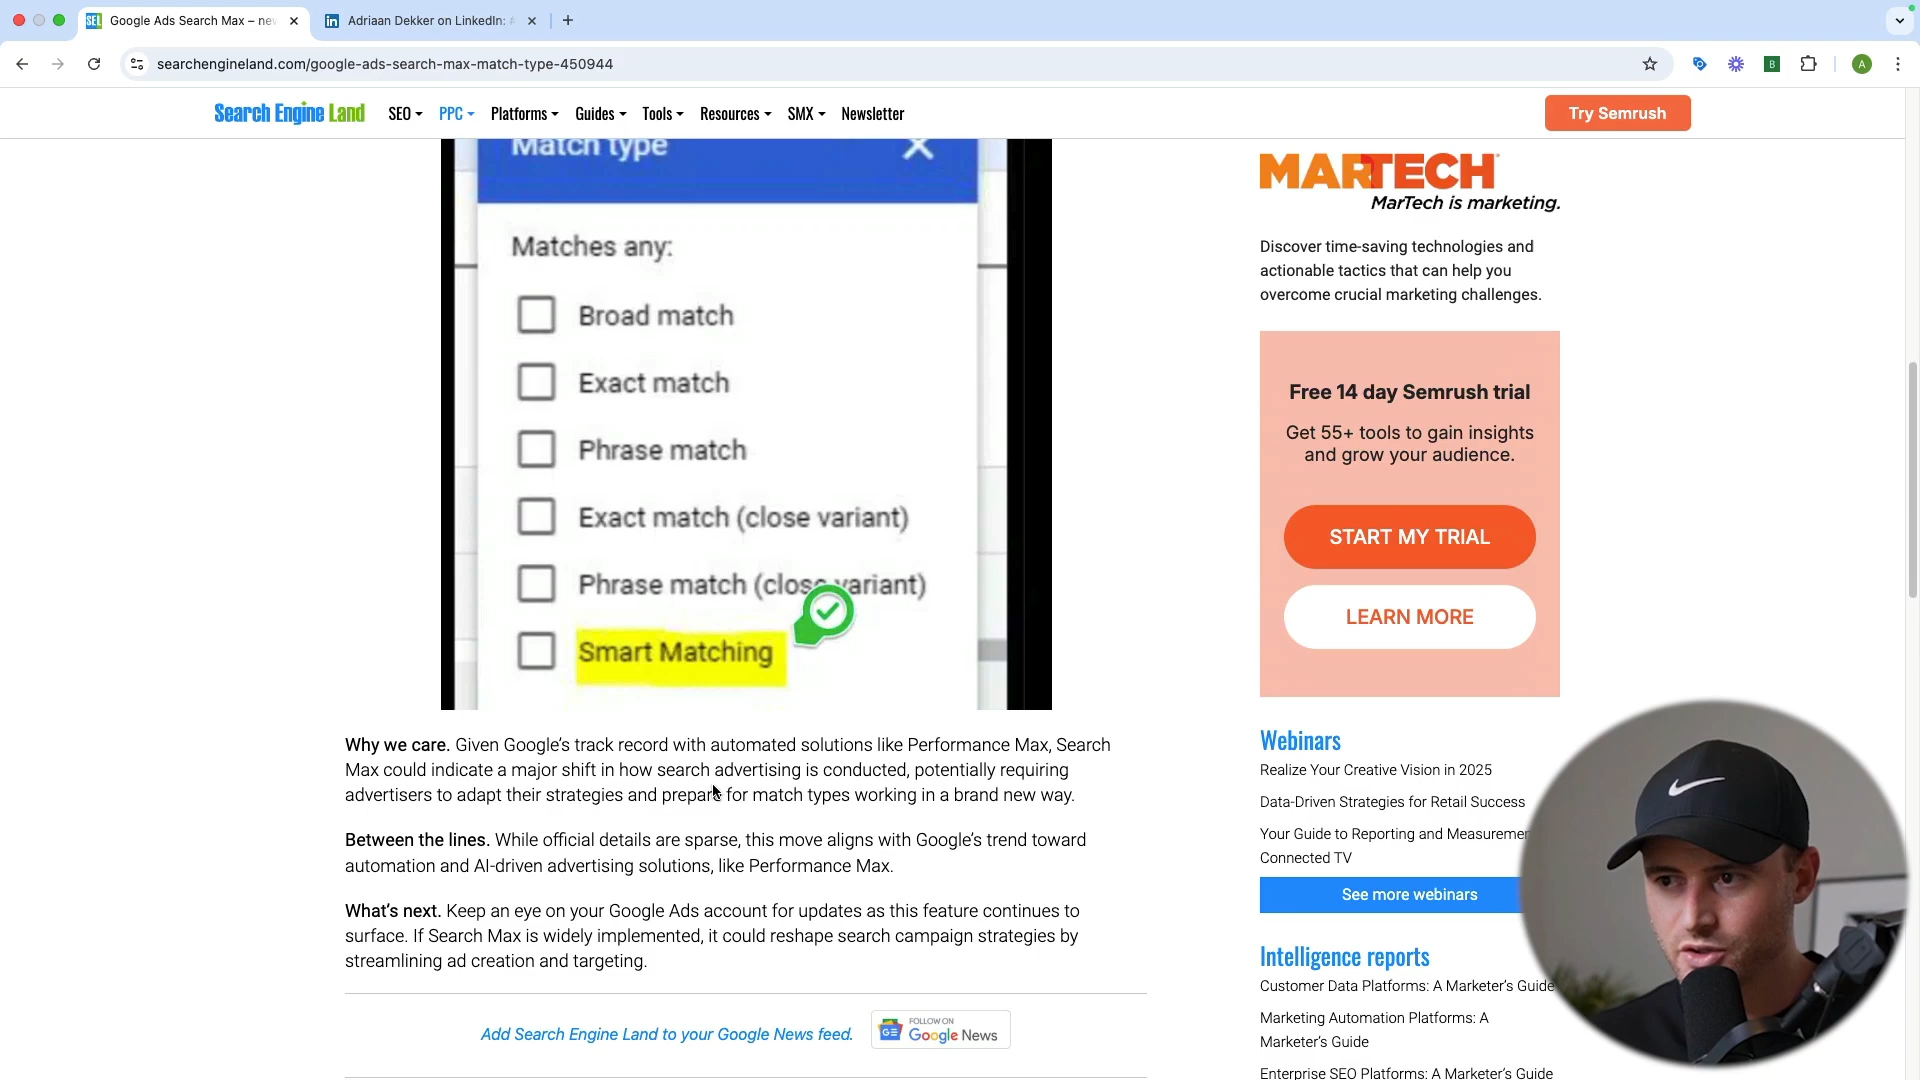 Google Ads Search Max – ne
Adriaan Dekker on LinkedIn:
searchengineland.com/google-ads-search-max-match-type-450944
A
Search Engine Land
SEO
PPC
Platforms
Guides
Tools
Resources
SMX
Newsletter
Try Semrush
Match type
Matches any:
Broad match
Exact match
Phrase match
Exact match (close variant)
Phrase match (close variant)
Smart Matching
Why we care. Given Google’s track record with automated solutions like Performance Max, Search
Max could indicate a major shift in how search advertising is conducted, potentially requiring
advertisers to adapt their strategies and prepare for match types working in a brand new way.
Between the lines. While official details are sparse, this move aligns with Google’s trend toward
automation and AI-driven advertising solutions, like Performance Max.
What’s next. Keep an eye on your Google Ads account for updates as this feature continues to
surface. If Search Max is widely implemented, it could reshape search campaign strategies by
streamlining ad creation and targeting.
Add Search Engine Land to your Google News feed.
FOLLOW ON
Google News
MARTECH
MarTech is marketing.
Discover time-saving technologies and
actionable tactics that can help you
overcome crucial marketing challenges.
Free 14 day Semrush trial
Get 55+ tools to gain insights
and grow your audience.
START MY TRIAL
LEARN MORE
Webinars
Realize Your Creative Vision in 2025
Data-Driven Strategies for Retail Success
Your Guide to Reporting and Measuremen
Connected TV
See more webinars
Intelligence reports
Customer Data Platforms: A Marketer’s Guide
Marketing Automation Platforms: A
Marketer’s Guide
Enterprise SEO Platforms: A Marketer’s Guide